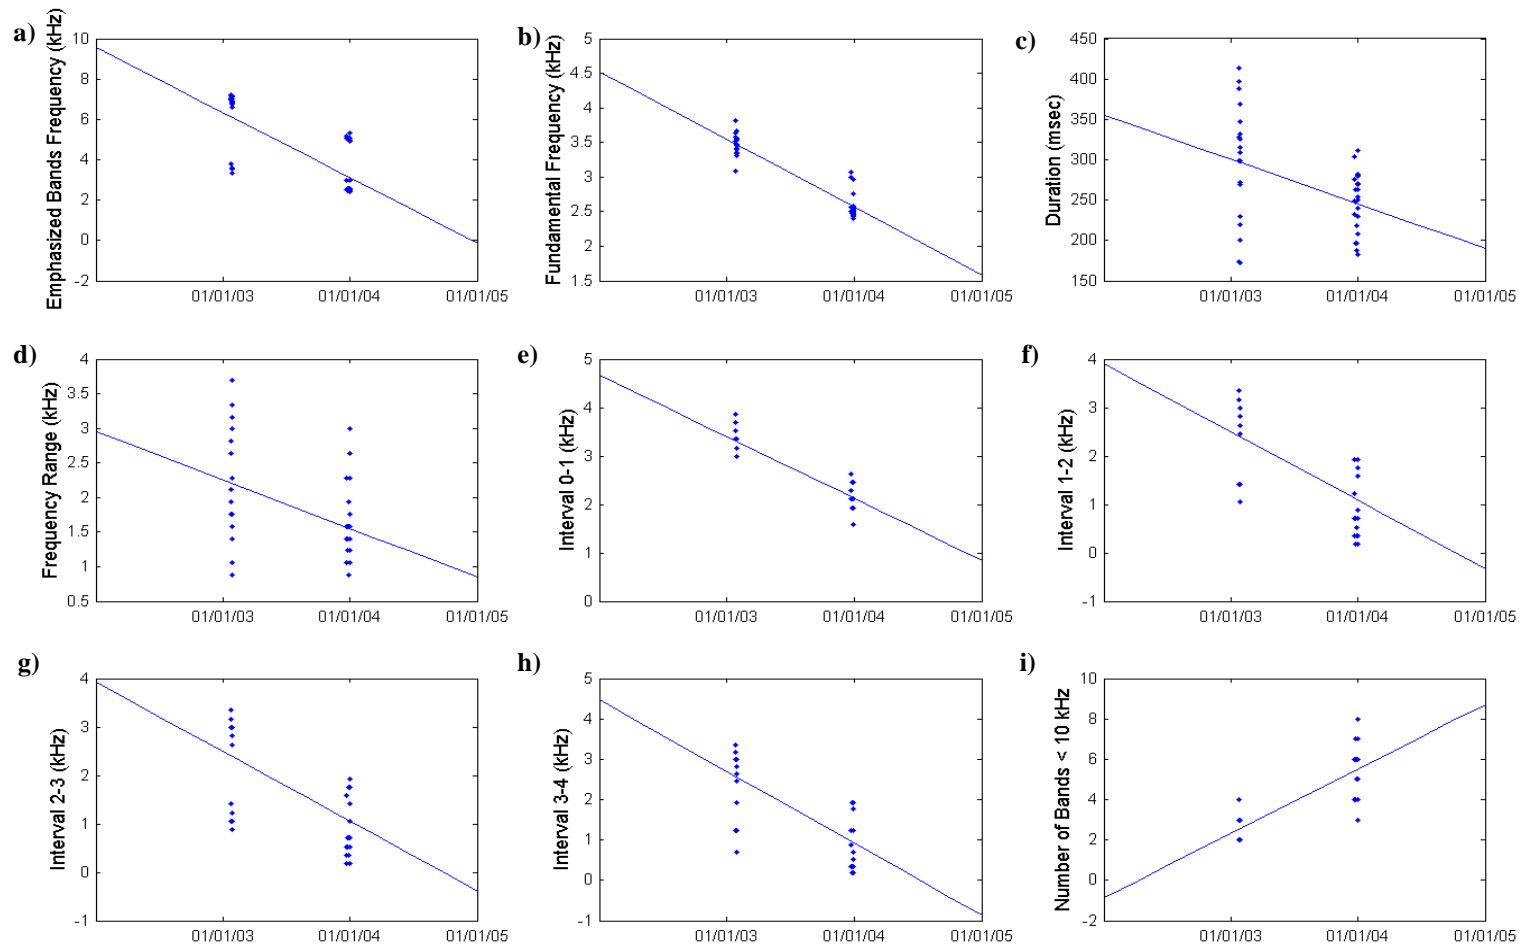 a)
Emphasized Bands Frequency (kHz)
10
8
6
4
2
0
-2
01/01/03 01/01/04 01/01/05
b)
Fundamental Frequency (kHz)
5
4.5
4
3.5
3
2.5
2
1.5
01/01/03 01/01/04 01/01/05
c)
Duration (msec)
450
400
350
300
250
200
150
01/01/03 01/01/04 01/01/05
d)
Frequency Range (kHz)
4
3.5
3
2.5
2
1.5
1
0.5
01/01/03 01/01/04 01/01/05
e)
Interval 0-1 (kHz)
5
4
3
2
1
0
01/01/03 01/01/04 01/01/05
f)
Interval 1-2 (kHz)
4
3
2
1
0
-1
01/01/03 01/01/04 01/01/05
g)
Interval 2-3 (kHz)
4
3
2
1
0
-1
01/01/03 01/01/04 01/01/05
h)
Interval 3-4 (kHz)
5
4
3
2
1
0
-1
01/01/03 01/01/04 01/01/05
i)
Number of Bands < 10 kHz
10
8
6
4
2
0
-2
01/01/03 01/01/04 01/01/05